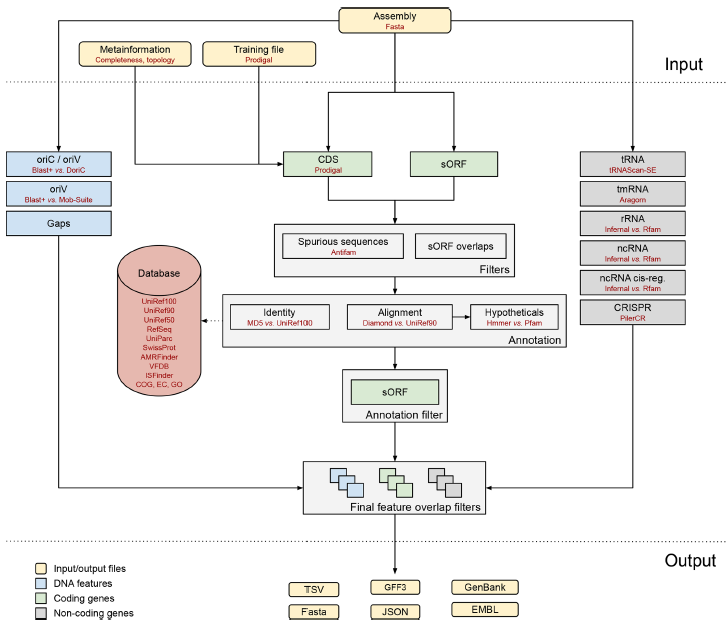 Assembly
Fasta
Metainformation
Completeness, topology
Training file
Prodigal
Input
oriC / oriV
Blast+ vs. DoriC
oriV
Blast+ vs. Mob-Suite
Gaps
CDS
Prodigal
sORF
tRNA
tRNAScan-SE
tmRNA
Aragorn
rRNA
Infernal vs. Rfam
ncRNA
Infernal vs. Rfam
ncRNA cis-reg.
Infernal vs. Rfam
CRISPR
PilerCR
Spurious sequences
Antifam
sORF overlaps
Filters
Database
UniRef100
UniRef90
UniRef50
RefSeq
UniParc
SwissProt
AMRFinder
VFDB
ISFinder
COG, EC, GO
Identity
MD5 vs. UniRef100
Alignment
Diamond vs. UniRef90
Hypotheticals
Hmmer vs. Pfam
Annotation
sORF
Annotation filter
Final feature overlap filters
Output
Input/output files
DNA features
Coding genes
Non-coding genes
TSV
GFF3
GenBank
Fasta
JSON
EMBL